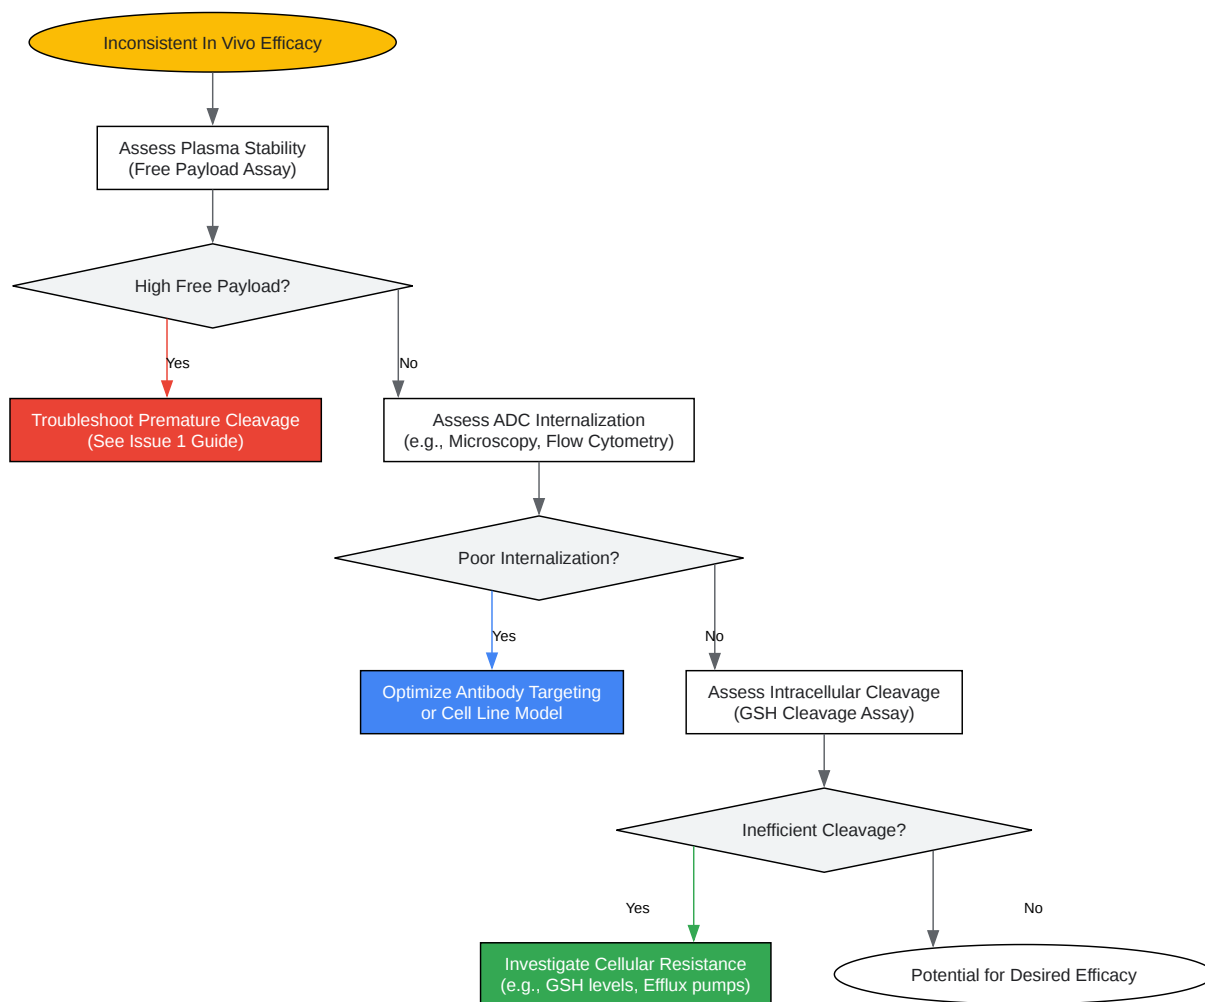 Inconsistent In Vivo Efficacy
Assess Plasma Stability
(Free Payload Assay)
High Free Payload?
Yes
No
Troubleshoot Premature Cleavage
(See Issue 1 Guide)
Assess ADC Internalization
(e.g., Microscopy, Flow Cytometry)
Poor Internalization?
Yes
No
Optimize Antibody Targeting
or Cell Line Model
Assess Intracellular Cleavage
(GSH Cleavage Assay)
Inefficient Cleavage?
Yes
No
Investigate Cellular Resistance
(e.g., GSH levels, Efflux pumps)
Potential for Desired Efficacy